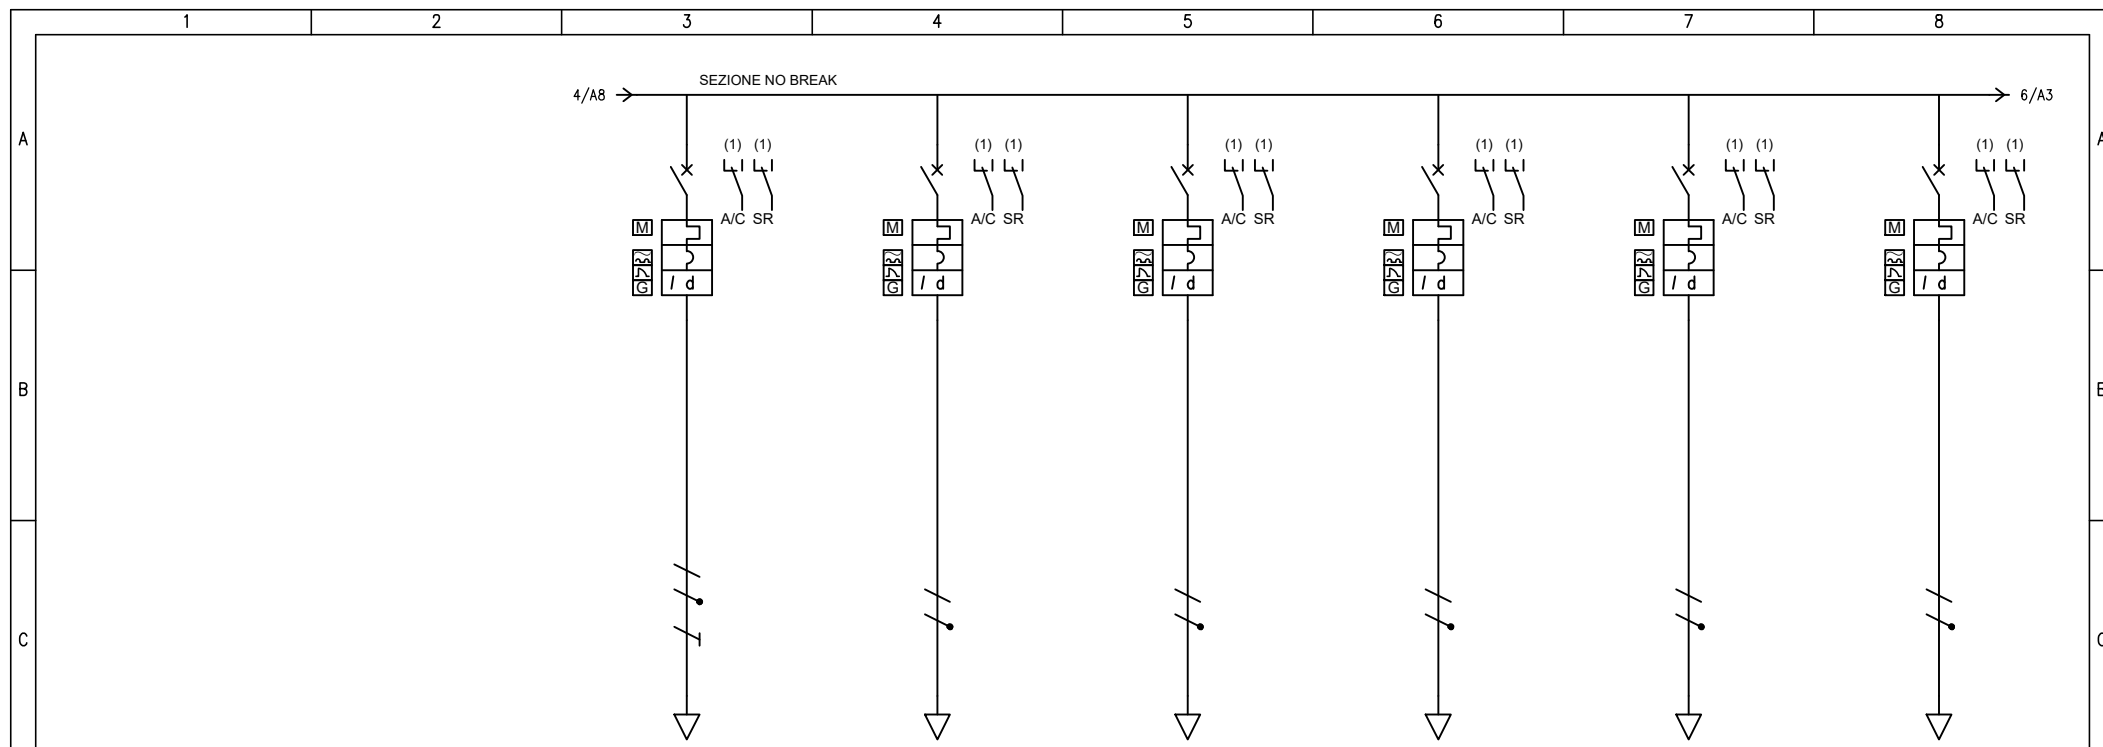 1 2 3 4 5 6 7 8
SEZIONE NO BREAK
4/A8 6/A3
A A
(1) (1) (1) (1) (1) (1) (1) (1) (1) (1) (1) (1)
A/C SR A/C SR A/C SR A/C SR A/C SR A/C SR
M M M M M M
I d I d I d I d I d I d
G G G G G G
B B
C C